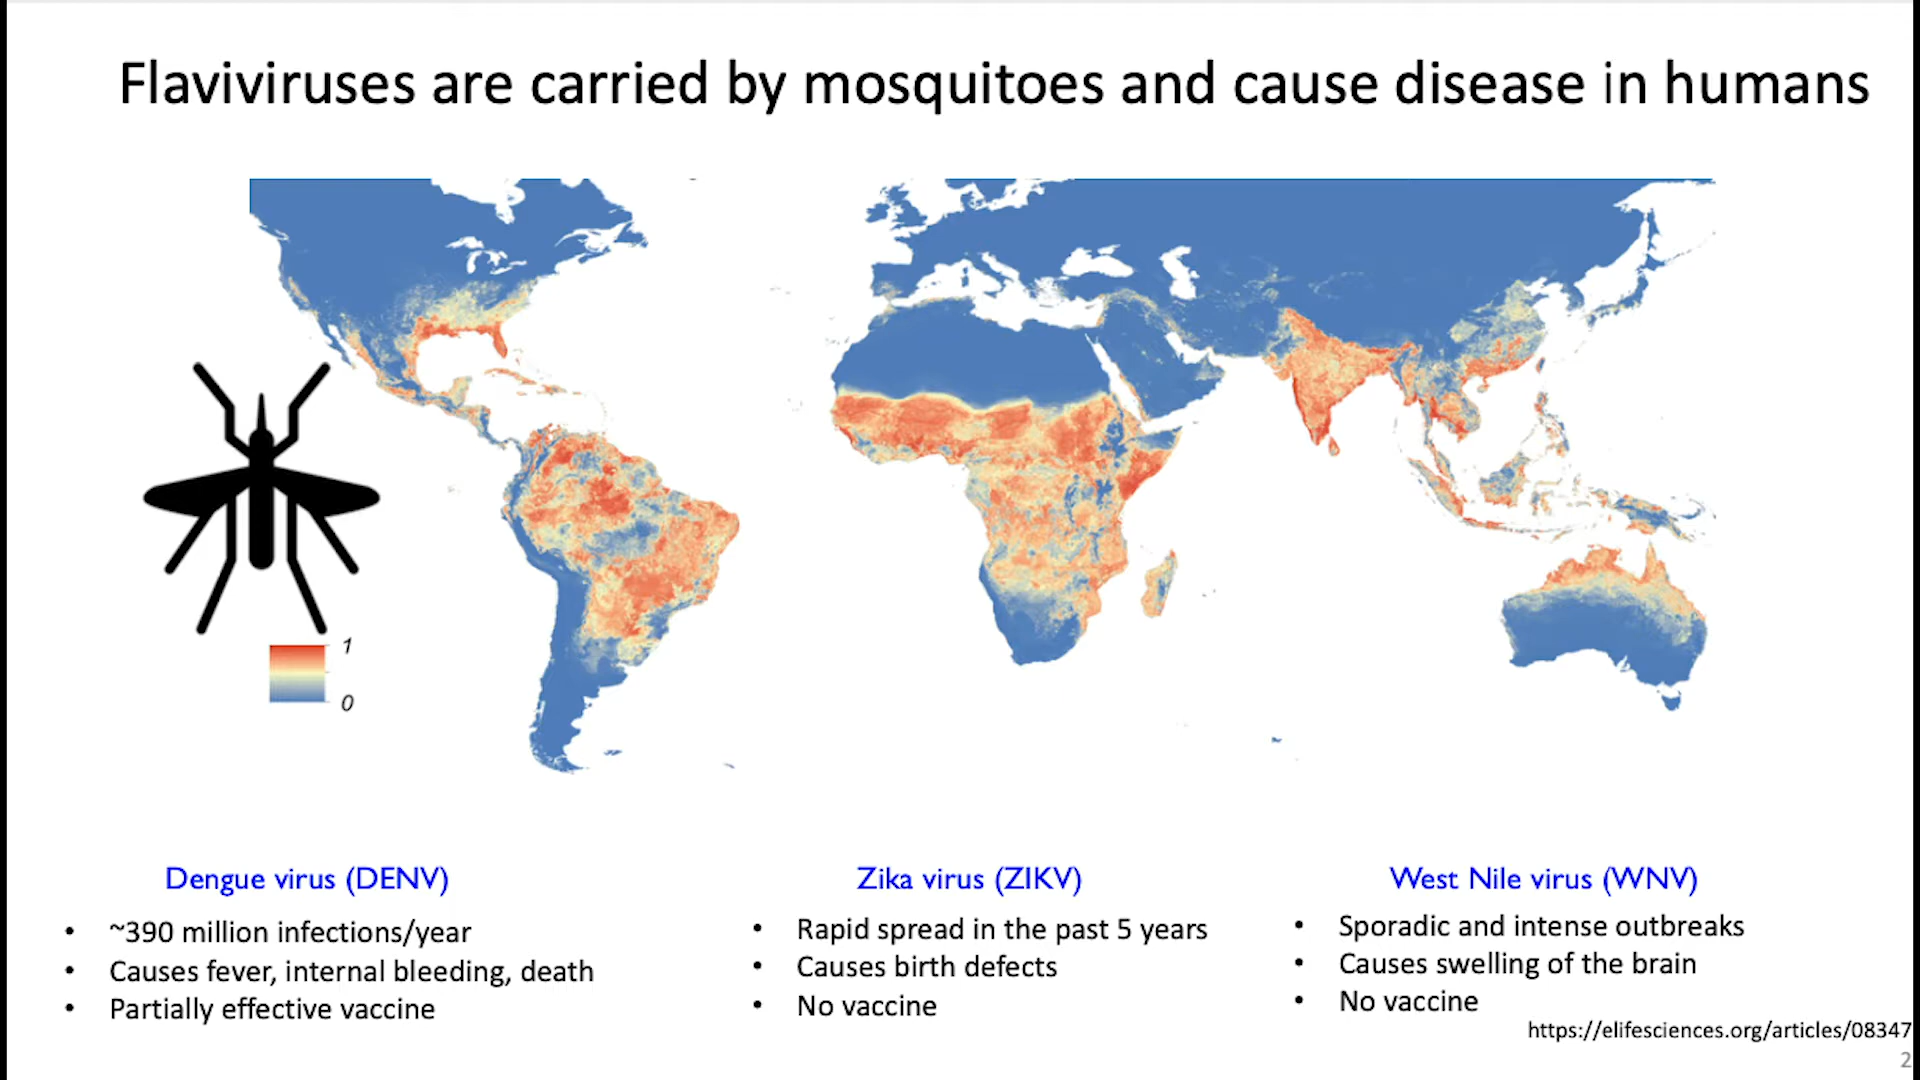 Flaviviruses are carried by mosquitoes and cause disease in humans
1
0
Dengue virus (DENV)
• ~390 million infections/year
• Causes fever, internal bleeding, death
• Partially effective vaccine
Zika virus (ZIKV)
• Rapid spread in the past 5 years
• Causes birth defects
• No vaccine
West Nile virus (WNV)
• Sporadic and intense outbreaks
• Causes swelling of the brain
• No vaccine
https://elifesciences.org/articles/08347
2